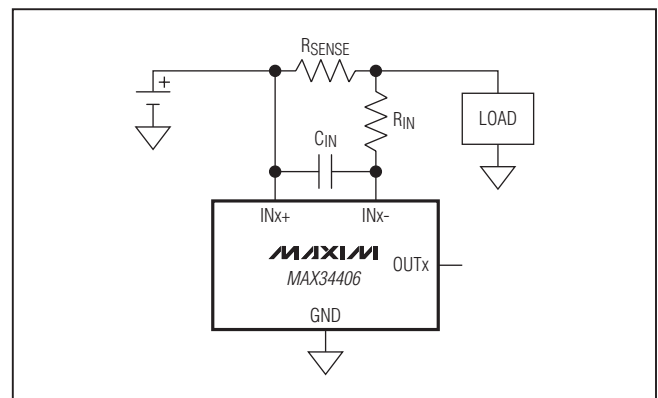 RSENSE
+
RIN
LOAD
CIN
INx+ INx-
MAXIM
MAX34406
OUTx
GND